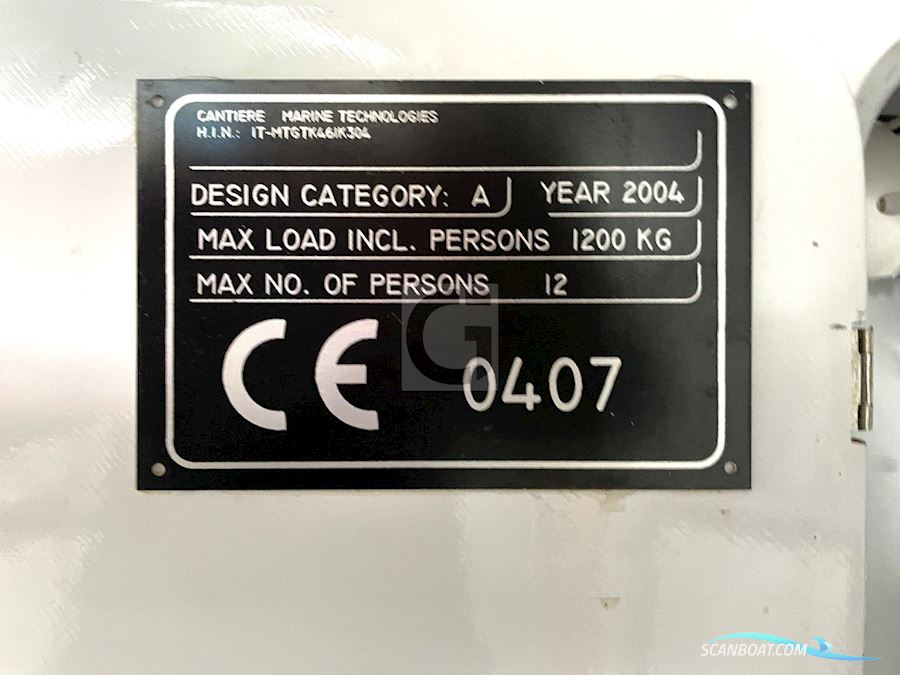 CANTIERE MARINE TECHNOLOGIES
H.I.N.: IT-MTGTK461K304
DESIGN CATEGORY: A YEAR 2004
MAX LOAD INCL. PERSONS 1200 KG
MAX NO. OF PERSONS 12
G
CE 0407
SCANBOAT.COM